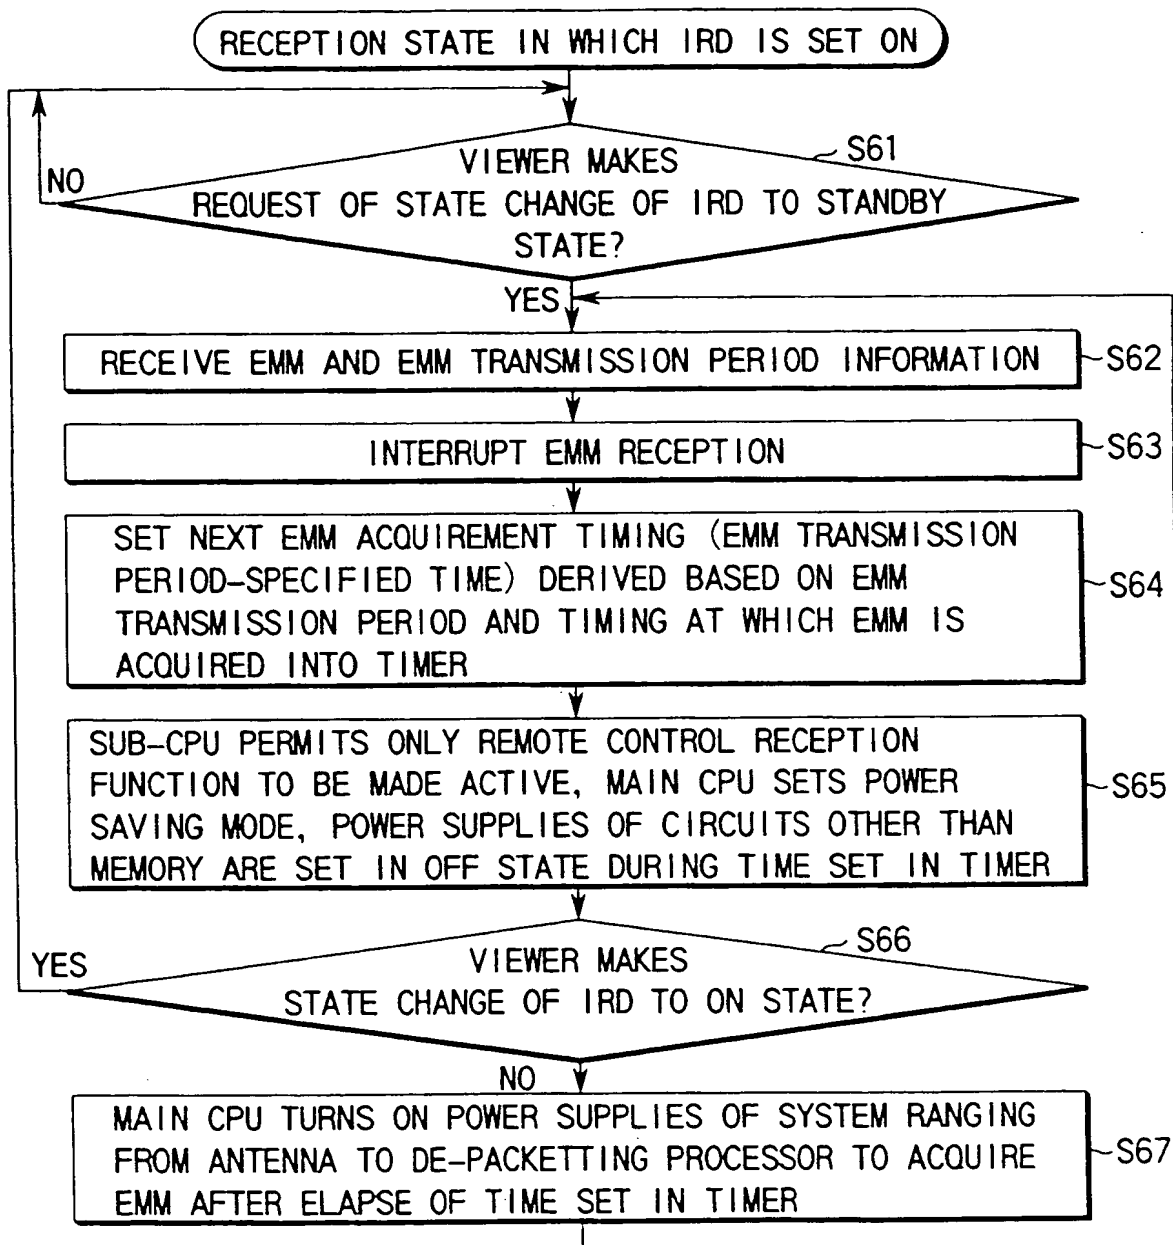 RECEPTION STATE IN WHICH IRD IS SET ON
VIEWER MAKES
S61
NO
REQUEST OF STATE CHANGE OF IRD TO STANDBY
STATE?
YES
RECEIVE EMM AND EMM TRANSMISSION PERIOD INFORMATION
S62
INTERRUPT EMM RECEPTION
S63
SET NEXT EMM ACQUIREMENT TIMING (EMM TRANSMISSION
PERIOD-SPECIFIED TIME) DERIVED BASED ON EMM
TRANSMISSION PERIOD AND TIMING AT WHICH EMM IS
ACQUIRED INTO TIMER
S64
SUB-CPU PERMITS ONLY REMOTE CONTROL RECEPTION
FUNCTION TO BE MADE ACTIVE, MAIN CPU SETS POWER
SAVING MODE, POWER SUPPLIES OF CIRCUITS OTHER THAN
MEMORY ARE SET IN OFF STATE DURING TIME SET IN TIMER
S65
YES
VIEWER MAKES
S66
STATE CHANGE OF IRD TO ON STATE?
NO
MAIN CPU TURNS ON POWER SUPPLIES OF SYSTEM RANGING
FROM ANTENNA TO DE-PACKETTING PROCESSOR TO ACQUIRE
EMM AFTER ELAPSE OF TIME SET IN TIMER
S67